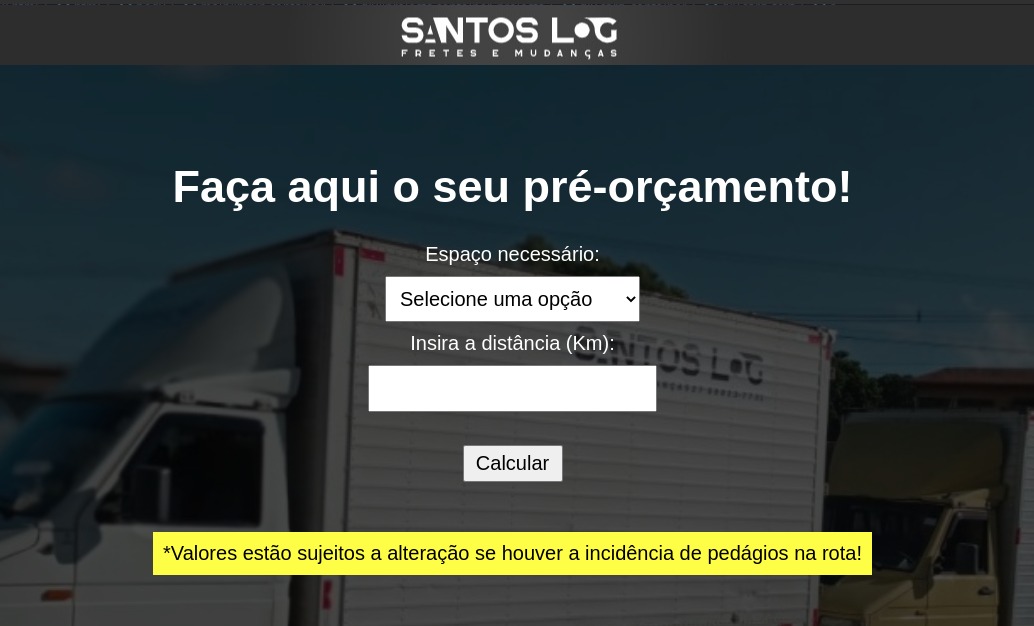 SANTOS LOG
FRETES E MUDANÇAS
Faça aqui o seu pré-orçamento!
Espaço necessário:
Selecione uma opção
Insira a distância (Km):
SANTOS LOG
Calcular
*Valores estão sujeitos a alteração se houver a incidência de pedágios na rota!